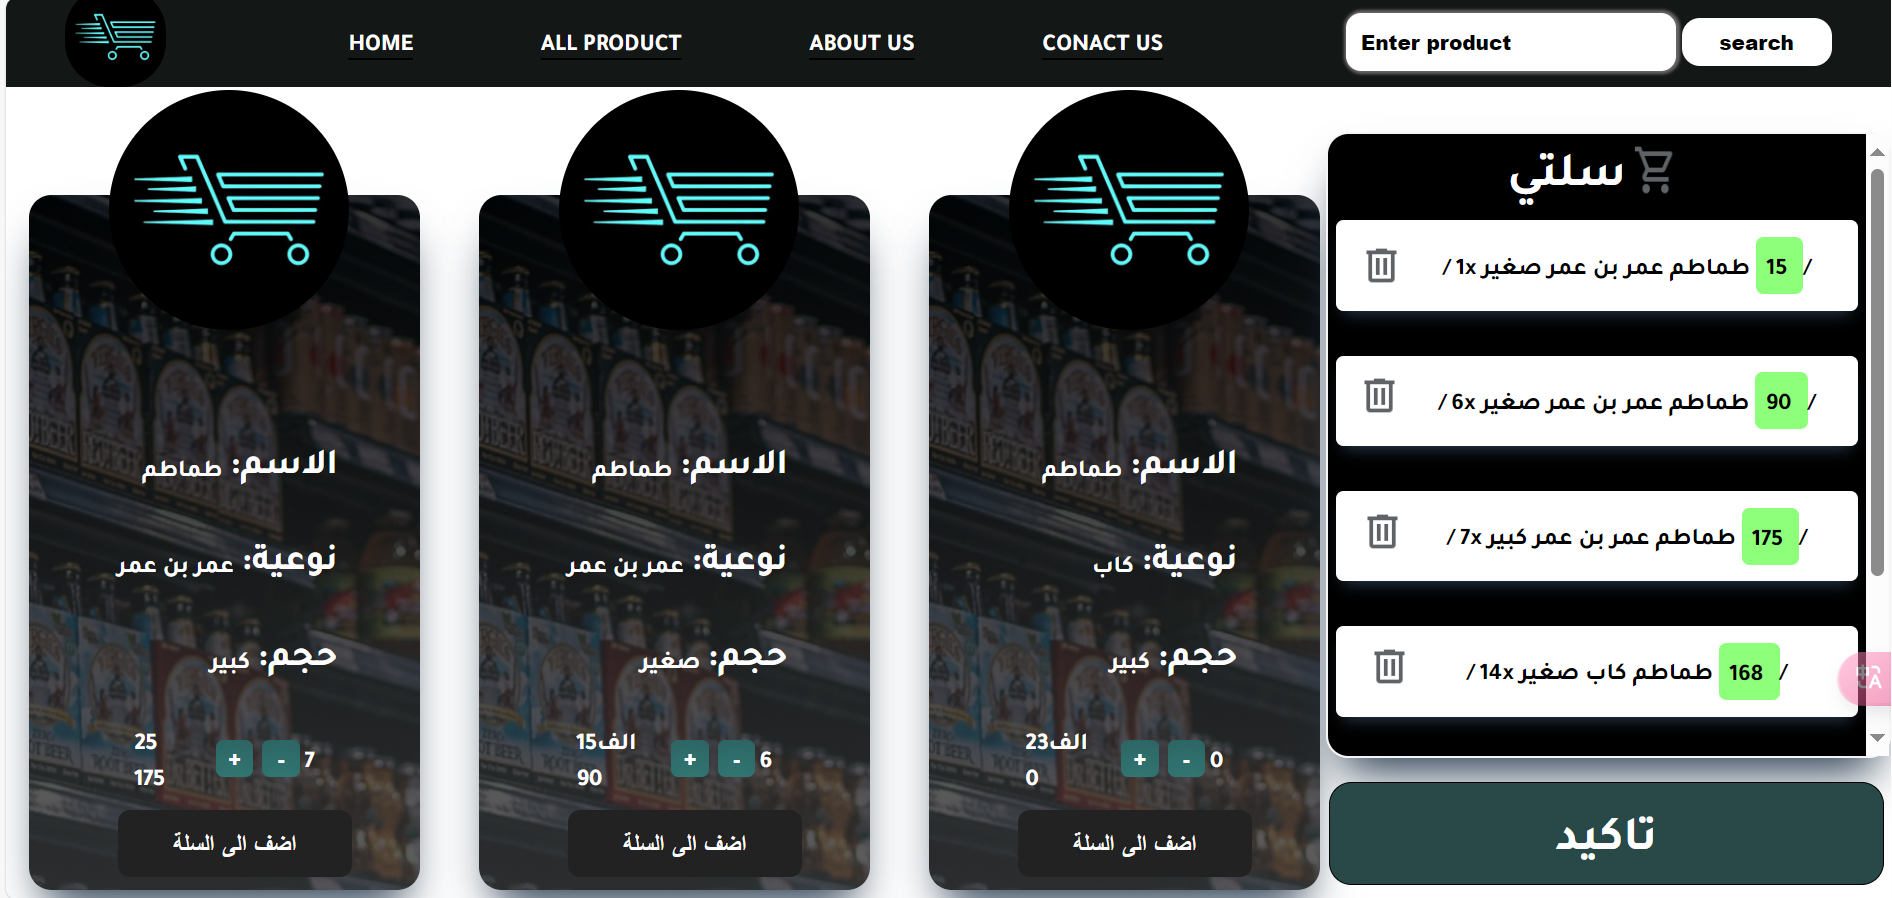 HOME
ALL PRODUCT
ABOUT US
CONACT US
Enter product
search
الاسم: طماطم
نوعية: عمر بن عمر
حجم: كبير
25
175
+ - 7
اضف الى السلة
الاسم: طماطم
نوعية: عمر بن عمر
حجم: صغير
15الف
90
+ - 6
اضف الى السلة
الاسم: طماطم
نوعية: كاب
حجم: كبير
23الف
0
+ - 0
اضف الى السلة
سلتي
/ 15 طماطم عمر بن عمر صغير 1x /
/ 90 طماطم عمر بن عمر صغير 6x /
/ 175 طماطم عمر بن عمر كبير 7x /
/ 168 طماطم كاب صغير 14x /
تاكيد